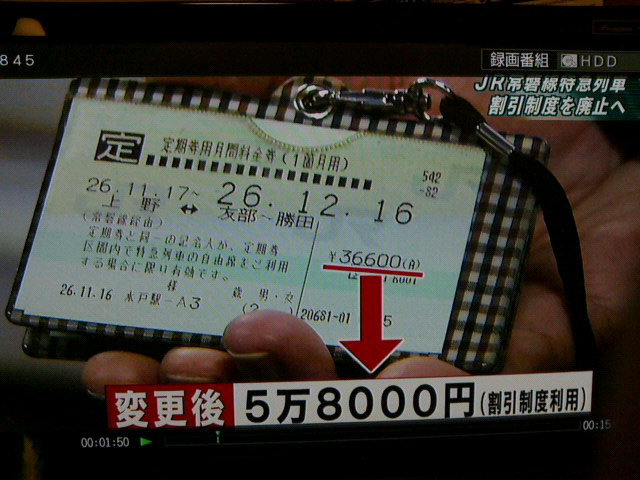 845
録画番組 HDD
JR常磐線特急列車
割引制度を廃止へ
定 定期券用月間料金券(1箇月用)
542
-82
26.11.17~ 26.12.16
上野 ↔ 友部~勝田
(常磐線経由)
定期券と同一の記名人が、定期券
区間内で特急列車の自由席をご利用
する場合に限り有効です。
¥36600(A)
様
26.11.16 水戸駅-A3
20681-01
変更後 5万8000円(割引制度利用)
00:01:50
00:15